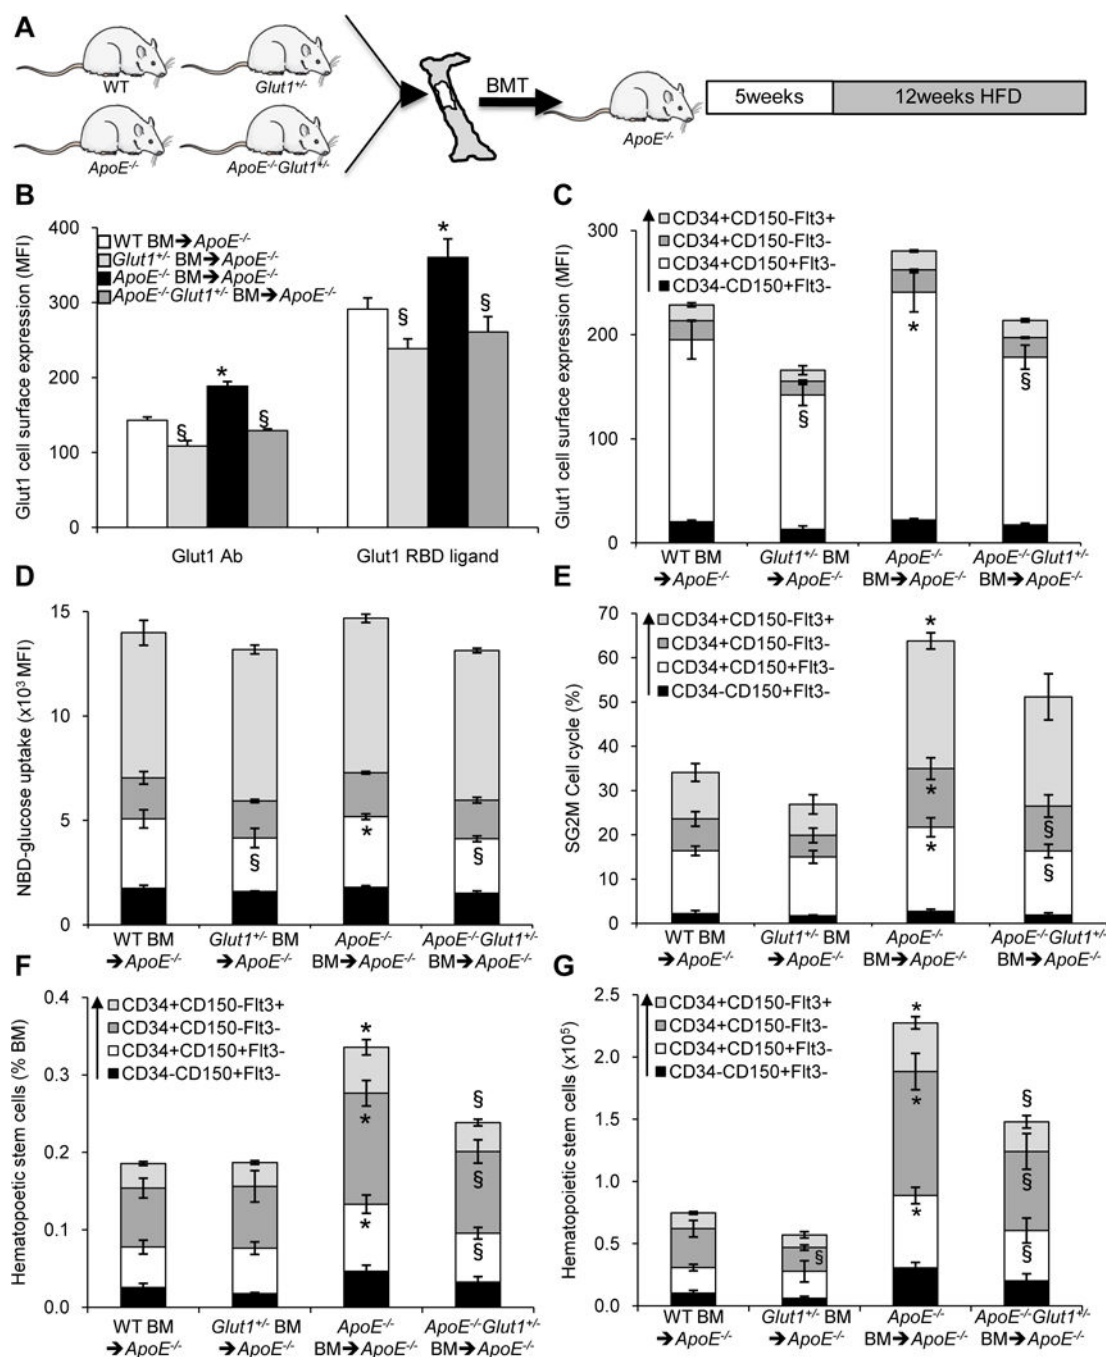 A
WT
Glut1+/-
ApoE-/-
ApoE-/-Glut1+/-
BMT
ApoE-/-
5weeks
12weeks HFD
B
Glut1 cell surface expression (MFI)
400
300
200
100
0
WT BM➔ApoE-/-
Glut1+/- BM➔ApoE-/-
ApoE-/- BM➔ApoE-/-
ApoE-/-Glut1+/- BM➔ApoE-/-
§
*
§
§
*
§
Glut1 Ab
Glut1 RBD ligand
C
Glut1 cell surface expression (MFI)
300
200
100
0
CD34+CD150-Flt3+
CD34+CD150-Flt3-
CD34+CD150+Flt3-
CD34-CD150+Flt3-
§
*
§
WT BM
➔ApoE-/-
Glut1+/- BM
➔ApoE-/-
ApoE-/-
BM➔ApoE-/-
ApoE-/-Glut1+/-
BM➔ApoE-/-
D
NBD-glucose uptake (x10³ MFI)
15
10
5
0
§
*
§
WT BM
➔ApoE-/-
Glut1+/- BM
➔ApoE-/-
ApoE-/-
BM➔ApoE-/-
ApoE-/-Glut1+/-
BM➔ApoE-/-
E
SG2M Cell cycle (%)
70
60
50
40
30
20
10
0
CD34+CD150-Flt3+
CD34+CD150-Flt3-
CD34+CD150+Flt3-
CD34-CD150+Flt3-
*
*
*
§
§
WT BM
➔ApoE-/-
Glut1+/- BM
➔ApoE-/-
ApoE-/-
BM➔ApoE-/-
ApoE-/-Glut1+/-
BM➔ApoE-/-
F
Hematopoetic stem cells (% BM)
0.4
0.3
0.2
0.1
0.0
CD34+CD150-Flt3+
CD34+CD150-Flt3-
CD34+CD150+Flt3-
CD34-CD150+Flt3-
*
*
*
§
§
§
WT BM
➔ApoE-/-
Glut1+/- BM
➔ApoE-/-
ApoE-/-
BM➔ApoE-/-
ApoE-/-Glut1+/-
BM➔ApoE-/-
G
Hematopoietic stem cells (x10⁵)
2.5
2.0
1.5
1.0
0.5
0.0
CD34+CD150-Flt3+
CD34+CD150-Flt3-
CD34+CD150+Flt3-
CD34-CD150+Flt3-
§
*
*
*
§
§
§
WT BM
➔ApoE-/-
Glut1+/- BM
➔ApoE-/-
ApoE-/-
BM➔ApoE-/-
ApoE-/-Glut1+/-
BM➔ApoE-/-